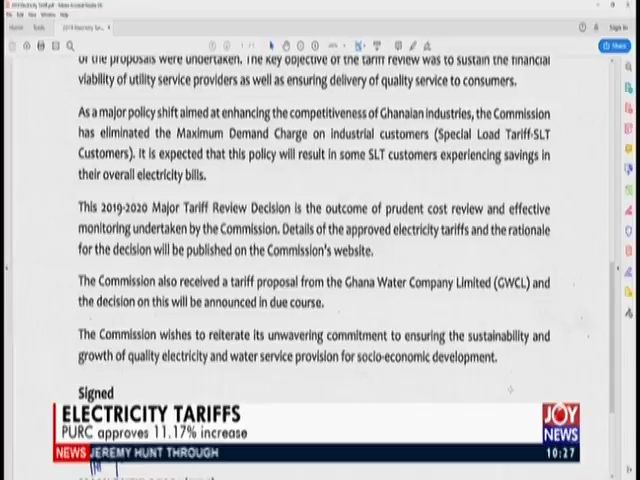 Home Tools
Sign In
Share
of the proposals were undertaken. The key objective of the tariff review was to sustain the financial
viability of utility service providers as well as ensuring delivery of quality service to consumers.
As a major policy shift aimed at enhancing the competitiveness of Ghanaian industries, the Commission
has eliminated the Maximum Demand Charge on industrial customers (Special Load Tariff-SLT
Customers). It is expected that this policy will result in some SLT customers experiencing savings in
their overall electricity bills.
This 2019-2020 Major Tariff Review Decision is the outcome of prudent cost review and effective
monitoring undertaken by the Commission. Details of the approved electricity tariffs and the rationale
for the decision will be published on the Commission's website.
The Commission also received a tariff proposal from the Ghana Water Company Limited (GWCL) and
the decision on this will be announced in due course.
The Commission wishes to reiterate its unwavering commitment to ensuring the sustainability and
growth of quality electricity and water service provision for socio-economic development.
Signed
ELECTRICITY TARIFFS
PURC approves 11.17% increase
JOY
NEWS
NEWS JEREMY HUNT THROUGH
10:27